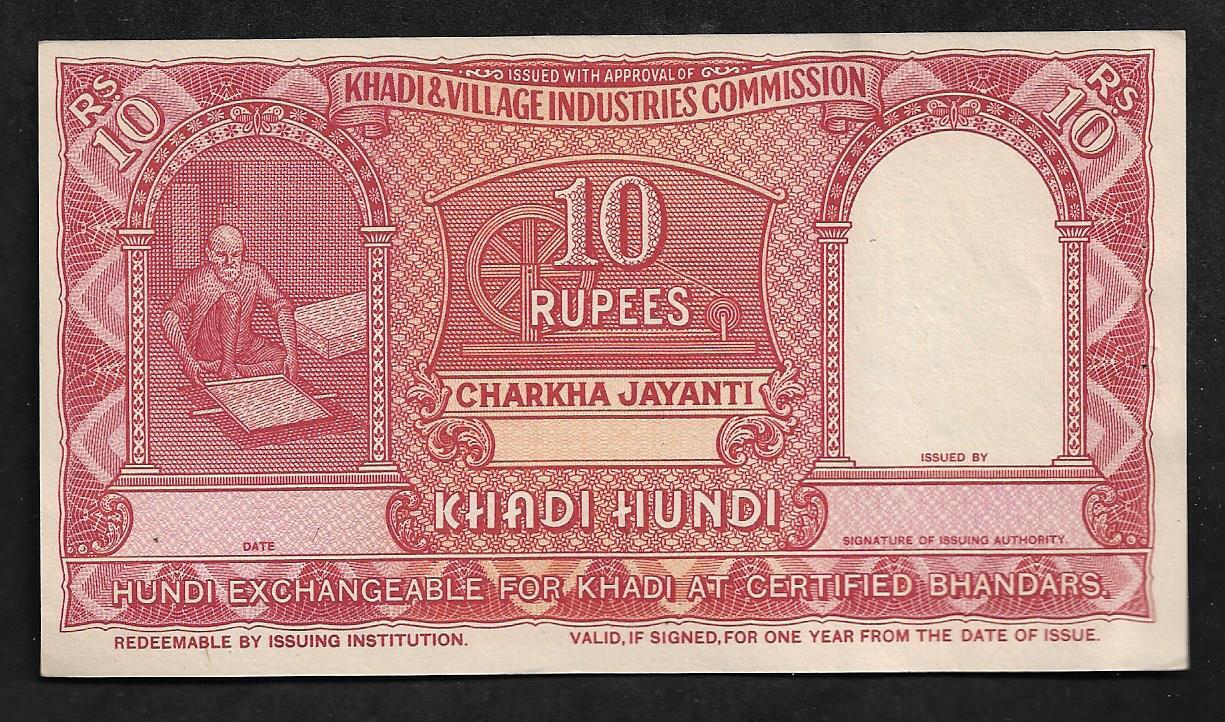 ISSUED WITH APPROVAL OF
KHADI & VILLAGE INDUSTRIES COMMISSION
Rs. 10
Rs. 10
10
RUPEES
CHARKHA JAYANTI
KHADI HUNDI
ISSUED BY
DATE
SIGNATURE OF ISSUING AUTHORITY.
HUNDI EXCHANGEABLE FOR KHADI AT CERTIFIED BHANDARS.
REDEEMABLE BY ISSUING INSTITUTION.
VALID, IF SIGNED, FOR ONE YEAR FROM THE DATE OF ISSUE.